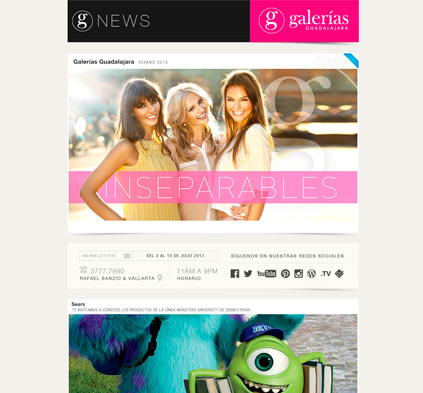 g NEWS
g galerías
GUADALAJARA
Galerías Guadalajara VERANO 2013
News
g
INSEPARABLES
NEWSLETTER
DEL 3 AL 10 DE JULIO 2013
SÍGUENOS EN NUESTRAS REDES SOCIALES
3777.7880
11AM A 9PM
YouTube .TV
RAFAEL SANZIO & VALLARTA
HORARIO
Sears
TE INVITAMOS A CONOCER LOS PRODUCTOS DE LA LÍNEA MONSTERS UNIVERSITY DE DISNEY-PIXAR.
MU